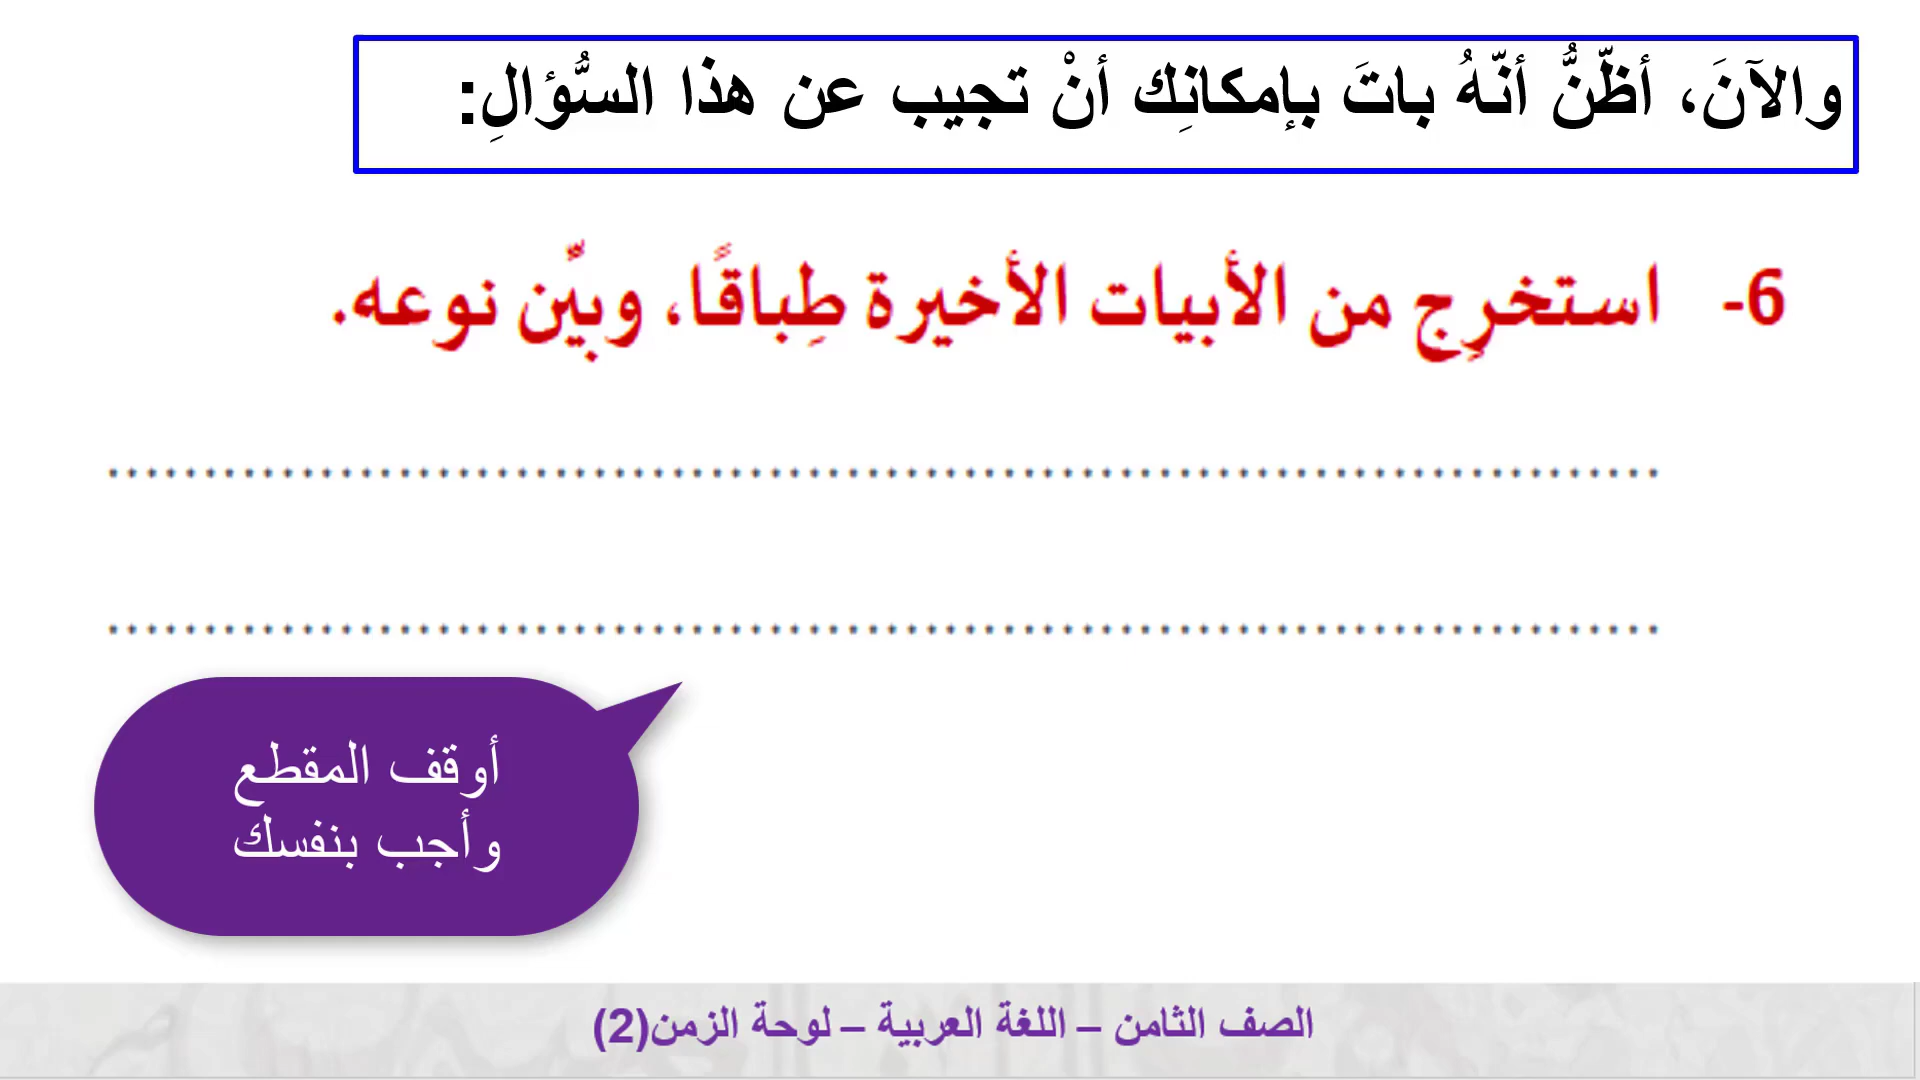 والآنَ، أظّنُّ أنّهُ باتَ بإمكانِك أنْ تجيب عن هذا السُّؤالِ:
6- استخرِج من الأبيات الأخيرة طِباقًا، وبيِّن نوعه.
أوقف المقطع
وأجب بنفسك
الصف الثامن – اللغة العربية – لوحة الزمن(2)